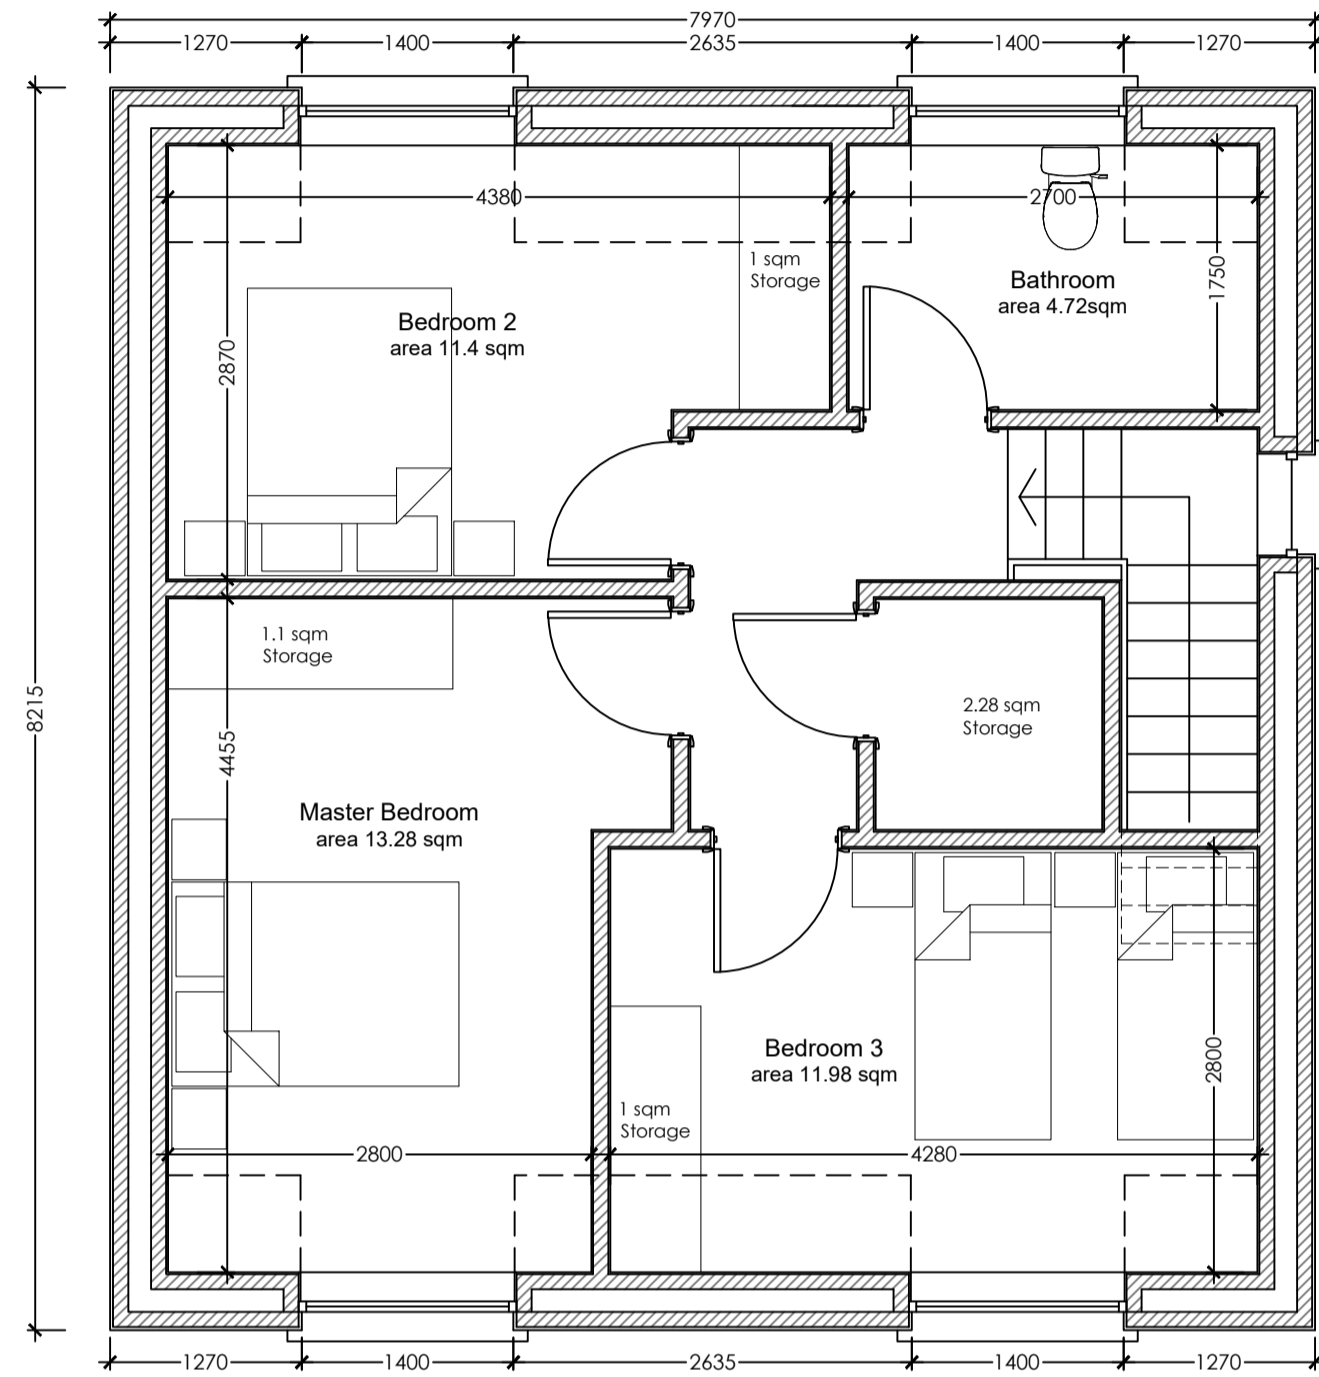 7970
1270 1400 2635 1400 1270
4380
2700
1 sqm
Storage
1750
Bathroom
area 4.72sqm
Bedroom 2
area 11.4 sqm
2870
1.1 sqm
Storage
8215
2.28 sqm
Storage
4455
Master Bedroom
area 13.28 sqm
Bedroom 3
area 11.98 sqm
2800
1 sqm
Storage
2800
4280
1270 1400 2635 1400 1270